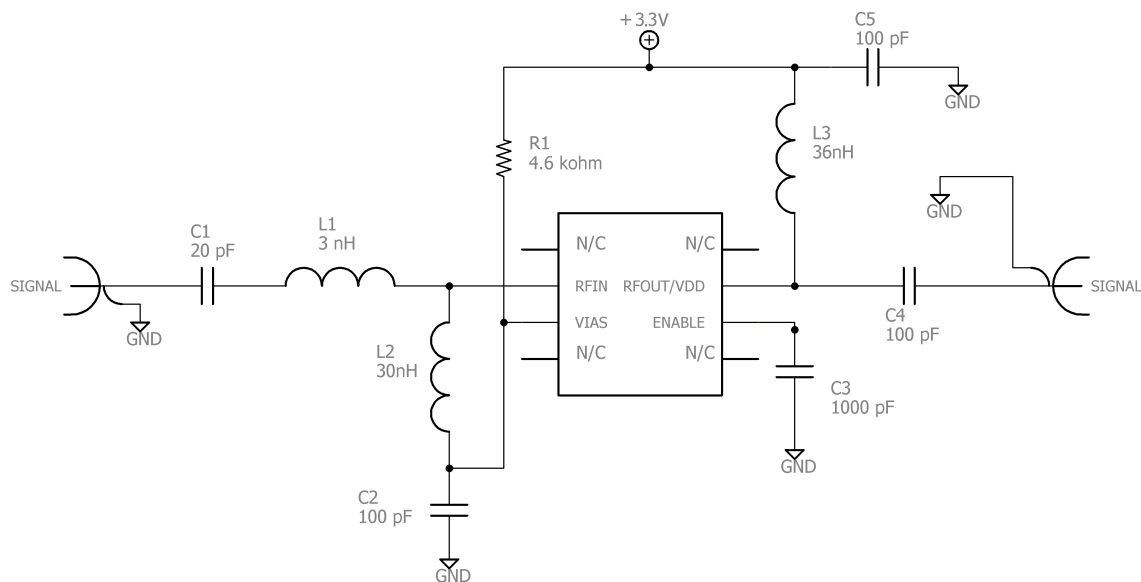 +3.3V
C5
100 pF
GND
R1
4.6 kohm
L3
36nH
GND
C1
20 pF
L1
3 nH
N/C
N/C
SIGNAL
RFIN
RFOUT/VDD
SIGNAL
VIAS
ENABLE
C4
100 pF
GND
L2
30nH
N/C
N/C
C3
1000 pF
GND
C2
100 pF
GND